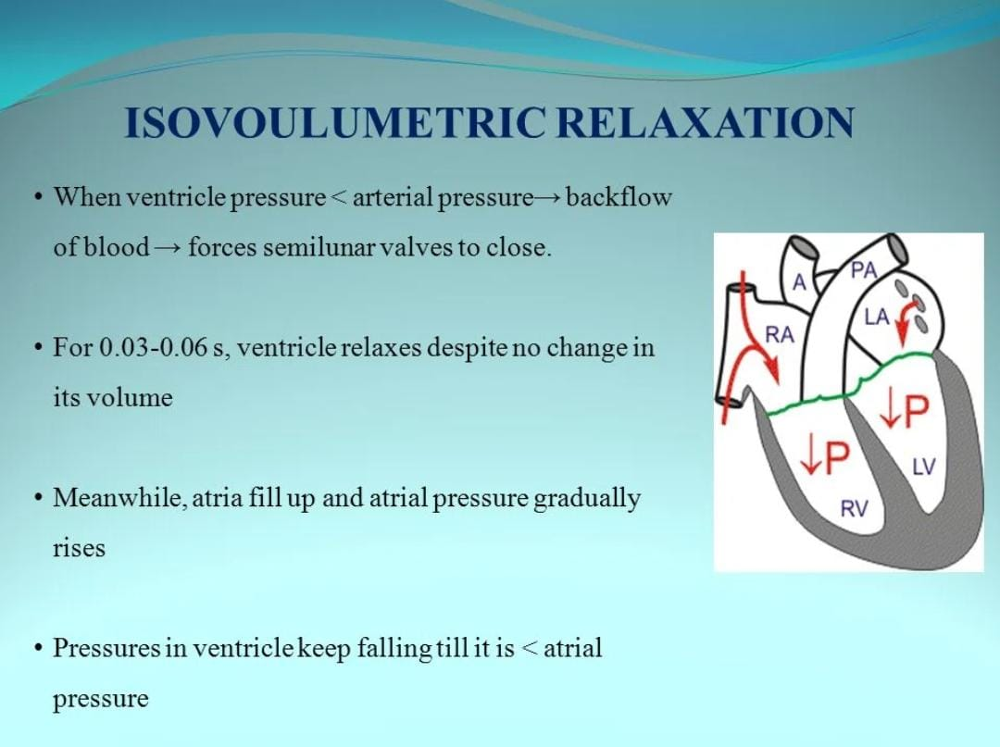 ISOVOULUMETRIC RELAXATION
• When ventricle pressure < arterial pressure→ backflow
of blood → forces semilunar valves to close.
• For 0.03-0.06 s, ventricle relaxes despite no change in
its volume
• Meanwhile, atria fill up and atrial pressure gradually
rises
• Pressures in ventricle keep falling till it is < atrial
pressure
A
PA
LA
RA
↓P
↓P
LV
RV